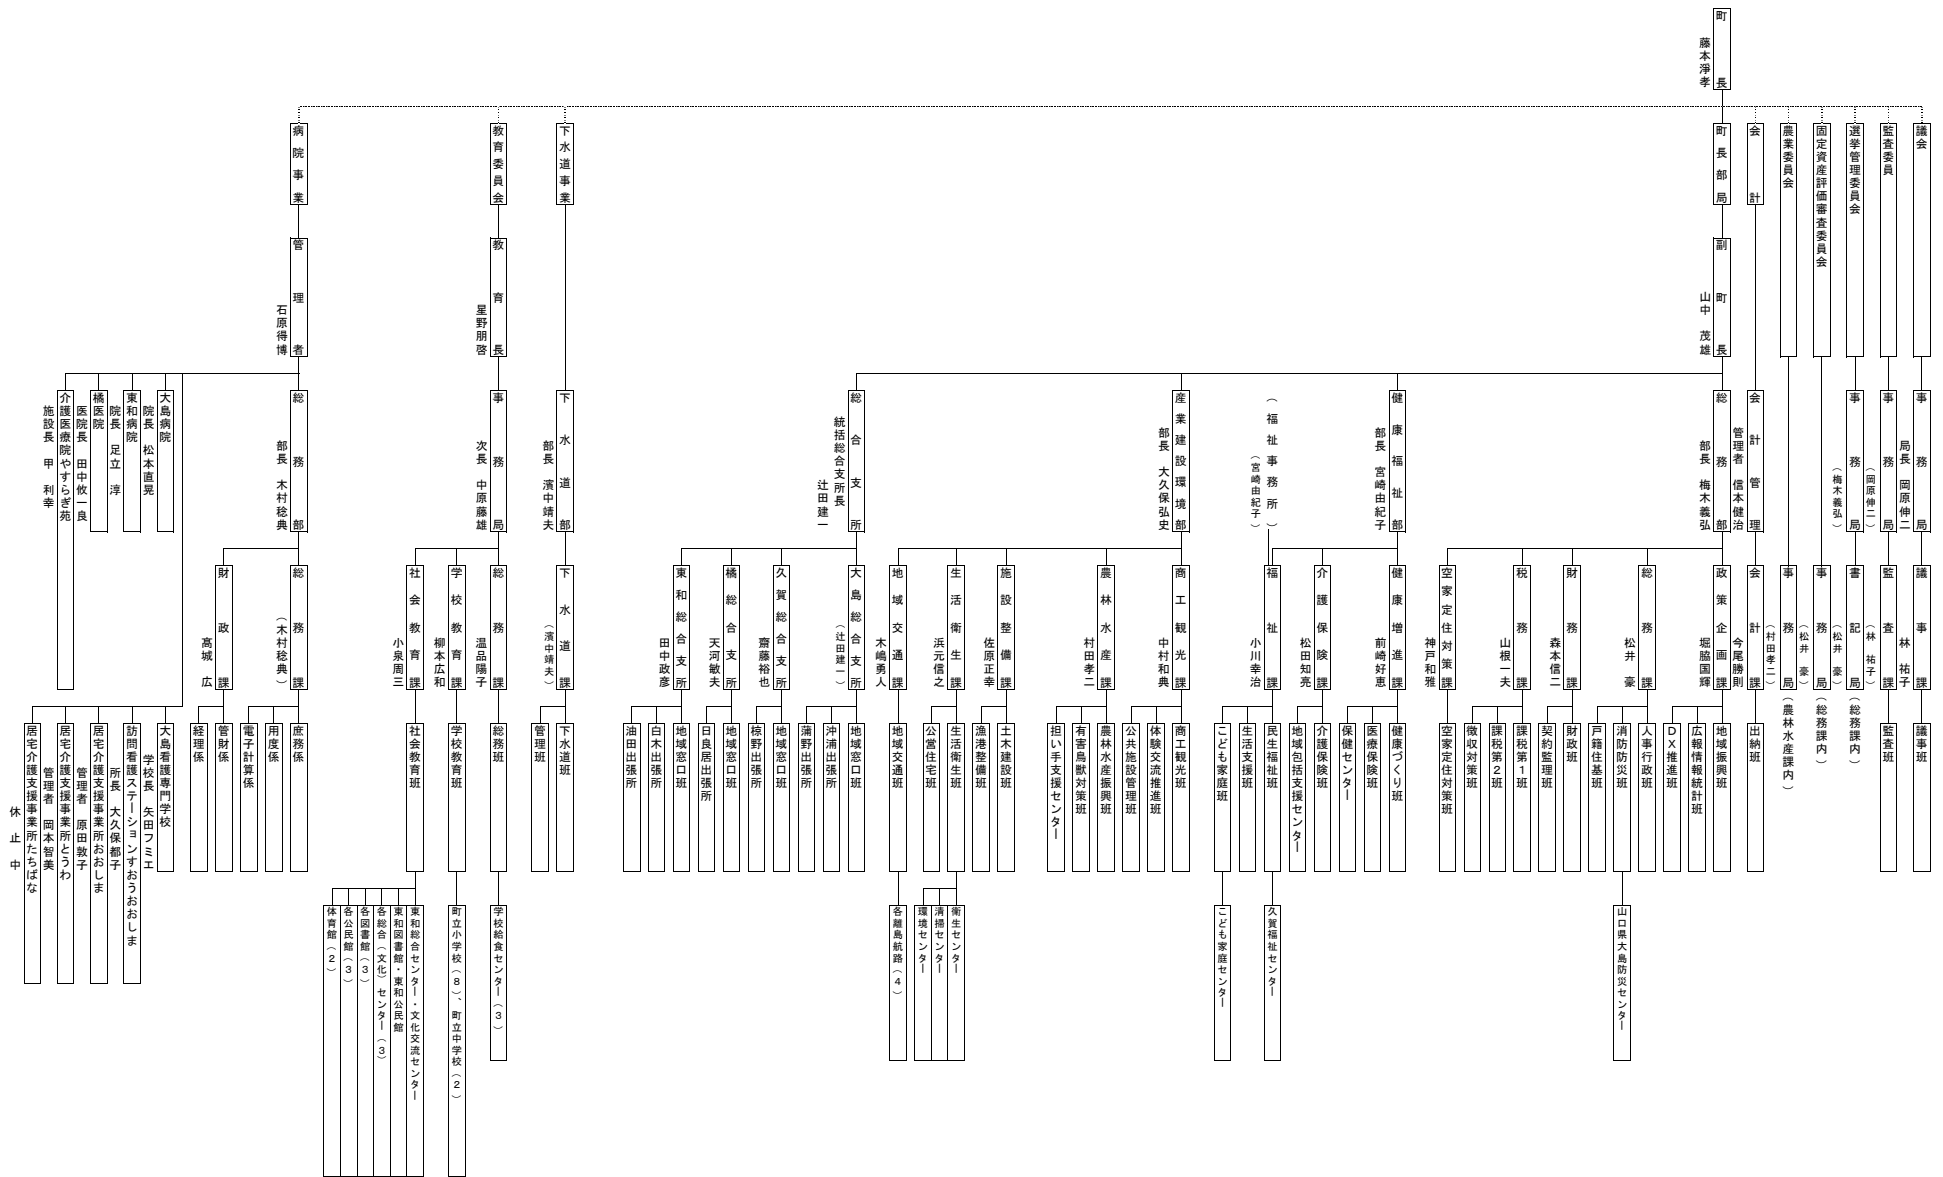 町長
藤本淨孝
議会
監査委員
選挙管理委員会
固定資産評価審査委員会
農業委員会
会計
町長部局
下水道事業
教育委員会
病院事業
副町長
山中 茂雄
教育長
星野朋啓
管理者
石原得博
事務局
局長 岡原伸二
事務局
（岡原伸二）
事務局
（梅木義弘）
会計管理
管理者 信本健治
総務部
部長 梅木義弘
健康福祉部
部長 宮崎由紀子
（福祉事務所）
（宮崎由紀子）
産業建設環境部
部長 大久保弘史
総合支所
統括総合支所長
辻田建一
下水道部
部長 濱中靖夫
事務局
次長 中原藤雄
総務部
部長 木村稔典
大島病院
院長 松本直晃
東和病院
院長 足立 淳
橘医院
医院長 田中攸一良
介護医療院やすらぎ苑
施設長 甲 利幸
議事課
林 祐子
監査課
（林 祐子）
書記局（総務課内）
（松井 豪）
事務局（総務課内）
（松井 豪）
事務局（農林水産課内）
（村田孝二）
会計課
今尾勝則
政策企画課
堀脇国輝
総務課
松井 豪
財務課
森本信二
税務課
山根一夫
空家定住対策課
神戸和雅
健康増進課
前崎好恵
介護保険課
松田知亮
福祉課
小川幸治
商工観光課
中村和典
農林水産課
村田孝二
施設整備課
佐原正幸
生活衛生課
浜元信之
地域交通課
木嶋勇人
大島総合支所
（辻田建一）
久賀総合支所
齋藤裕也
橘総合支所
天河敏夫
東和総合支所
田中政彦
下水道課
（濱中靖夫）
総務課
温品陽子
学校教育課
柳本広和
社会教育課
小泉周三
総務課
（木村稔典）
財政課
髙城 広
議事班
監査班
出納班
地域振興班
広報情報統計班
ＤＸ推進班
人事行政班
消防防災班
戸籍住基班
財政班
契約監理班
課税第１班
課税第２班
徴収対策班
空家定住対策班
健康づくり班
医療保険班
保健センター
介護保険班
地域包括支援センター
民生福祉班
生活支援班
こども家庭班
商工観光班
体験交流推進班
公共施設管理班
農林水産振興班
有害鳥獣対策班
担い手支援センター
土木建設班
漁港整備班
生活衛生班
公営住宅班
地域交通班
地域窓口班
沖浦出張所
蒲野出張所
地域窓口班
椋野出張所
地域窓口班
日良居出張所
地域窓口班
白木出張所
油田出張所
下水道班
管理班
総務班
学校教育班
社会教育班
庶務係
用度係
電子計算係
管財係
経理係
大島看護専門学校
学校長 矢田フミエ
訪問看護ステーションすおうおおしま
所長 大久保都子
居宅介護支援事業所おおしま
管理者 原田敦子
居宅介護支援事業所とうわ
管理者 岡本智美
居宅介護支援事業所たちばな
休止中
山口県大島防災センター
久賀福祉センター
こども家庭センター
衛生センター
清掃センター
環境センター
各離島航路（４）
学校給食センター（３）
町立小学校（８）、町立中学校（２）
東和総合センター・文化交流センター
東和図書館・東和公民館
各総合（文化）センター（３）
各図書館（３）
各公民館（３）
体育館（２）